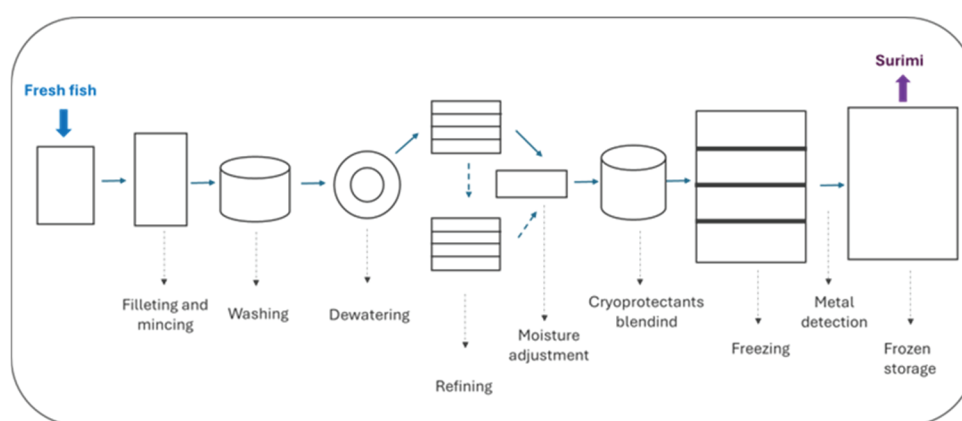 Fresh fish
Surimi
Filleting and
mincing
Washing
Dewatering
Refining
Moisture
adjustment
Cryoprotectants
blendind
Freezing
Metal
detection
Frozen
storage